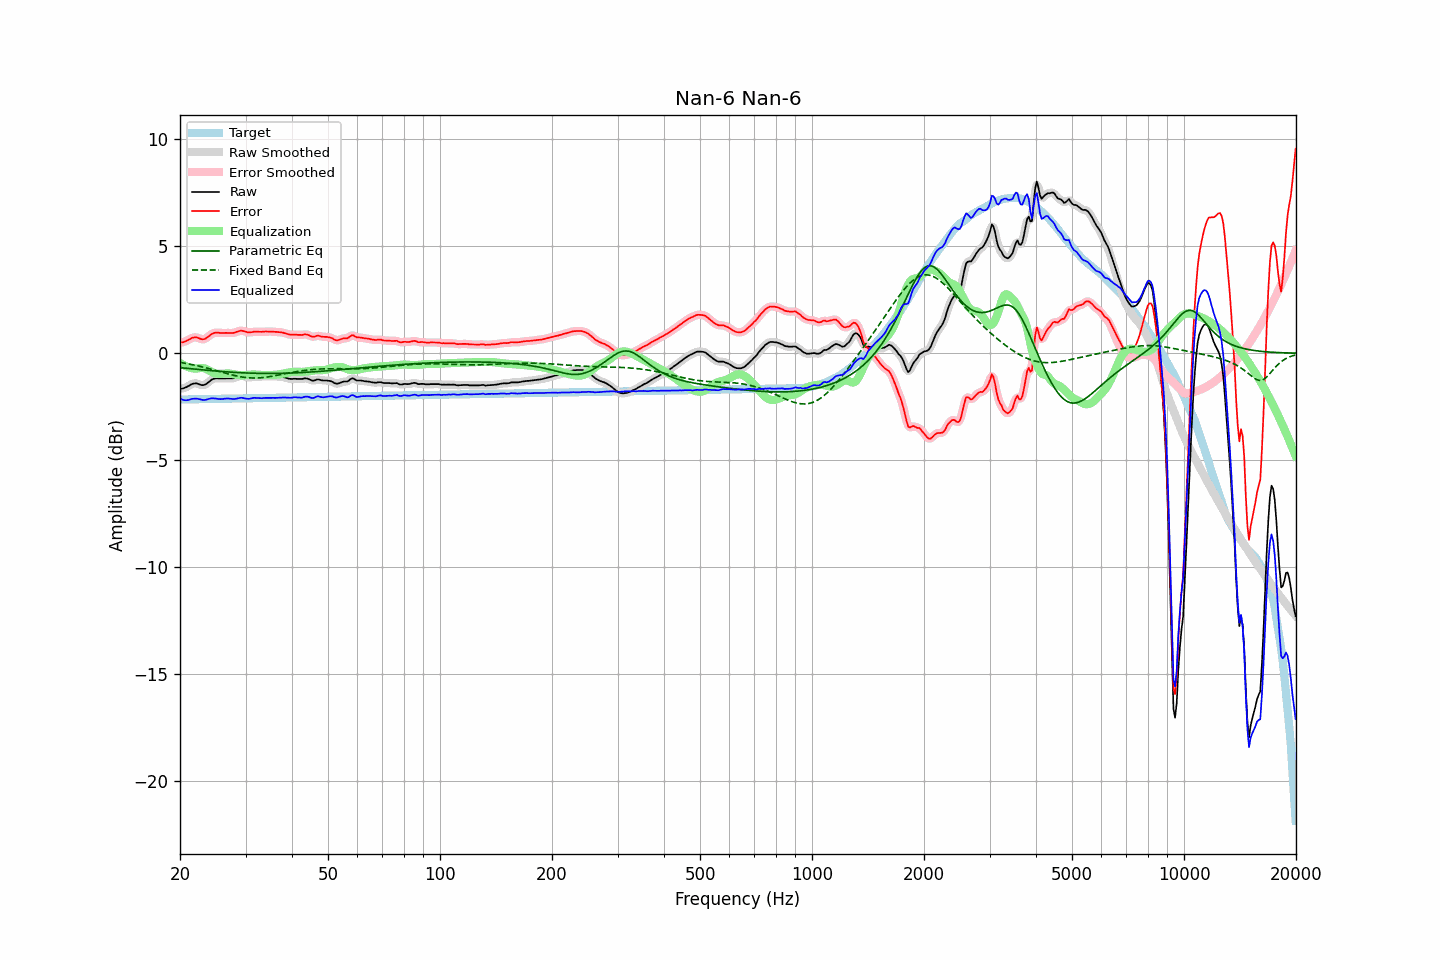 Nan-6 Nan-6
Target
Raw Smoothed
Error Smoothed
Raw
Error
Equalization
Parametric Eq
Fixed Band Eq
Equalized
10
5
0
−5
−10
−15
−20
Amplitude (dBr)
20
50
100
200
500
1000
2000
5000
10000
20000
Frequency (Hz)